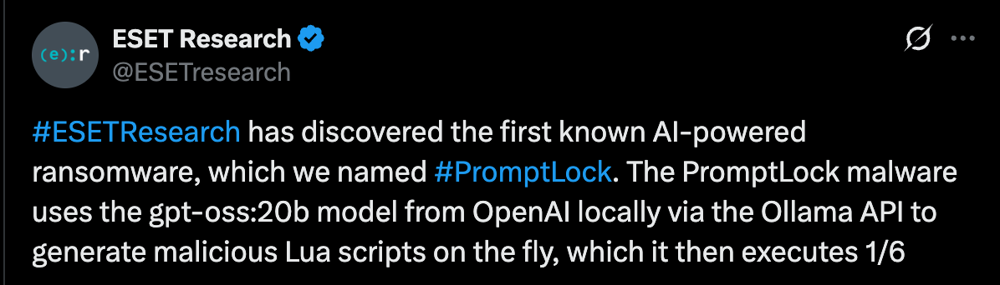 ESET Research
(e):r
@ESETresearch
#ESETResearch has discovered the first known AI-powered
ransomware, which we named #PromptLock. The PromptLock malware
uses the gpt-oss:20b model from OpenAI locally via the Ollama API to
generate malicious Lua scripts on the fly, which it then executes 1/6